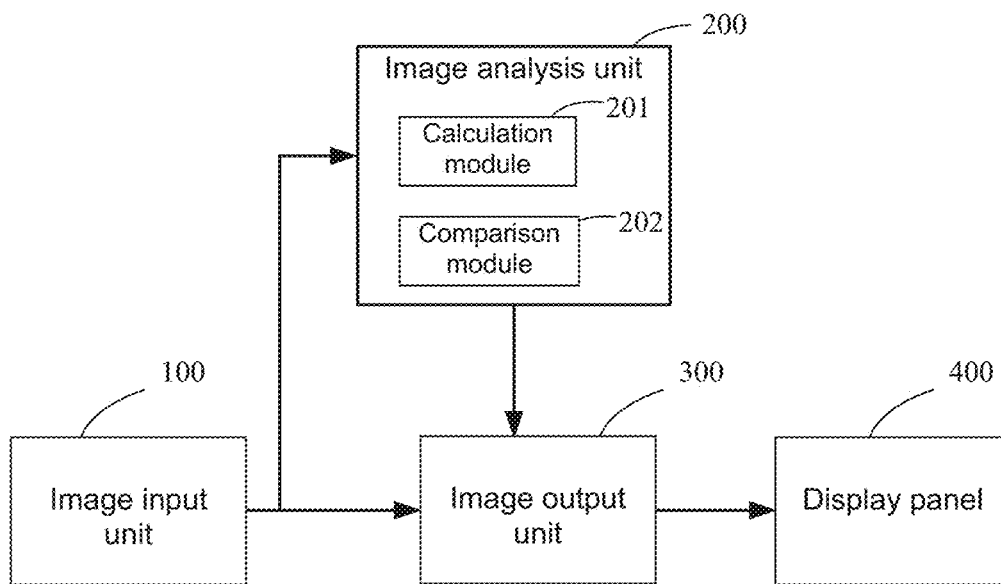 200
Image analysis unit
201
Calculation
module
202
Comparison
module
100
300
400
Image input
unit
Image output
unit
Display panel